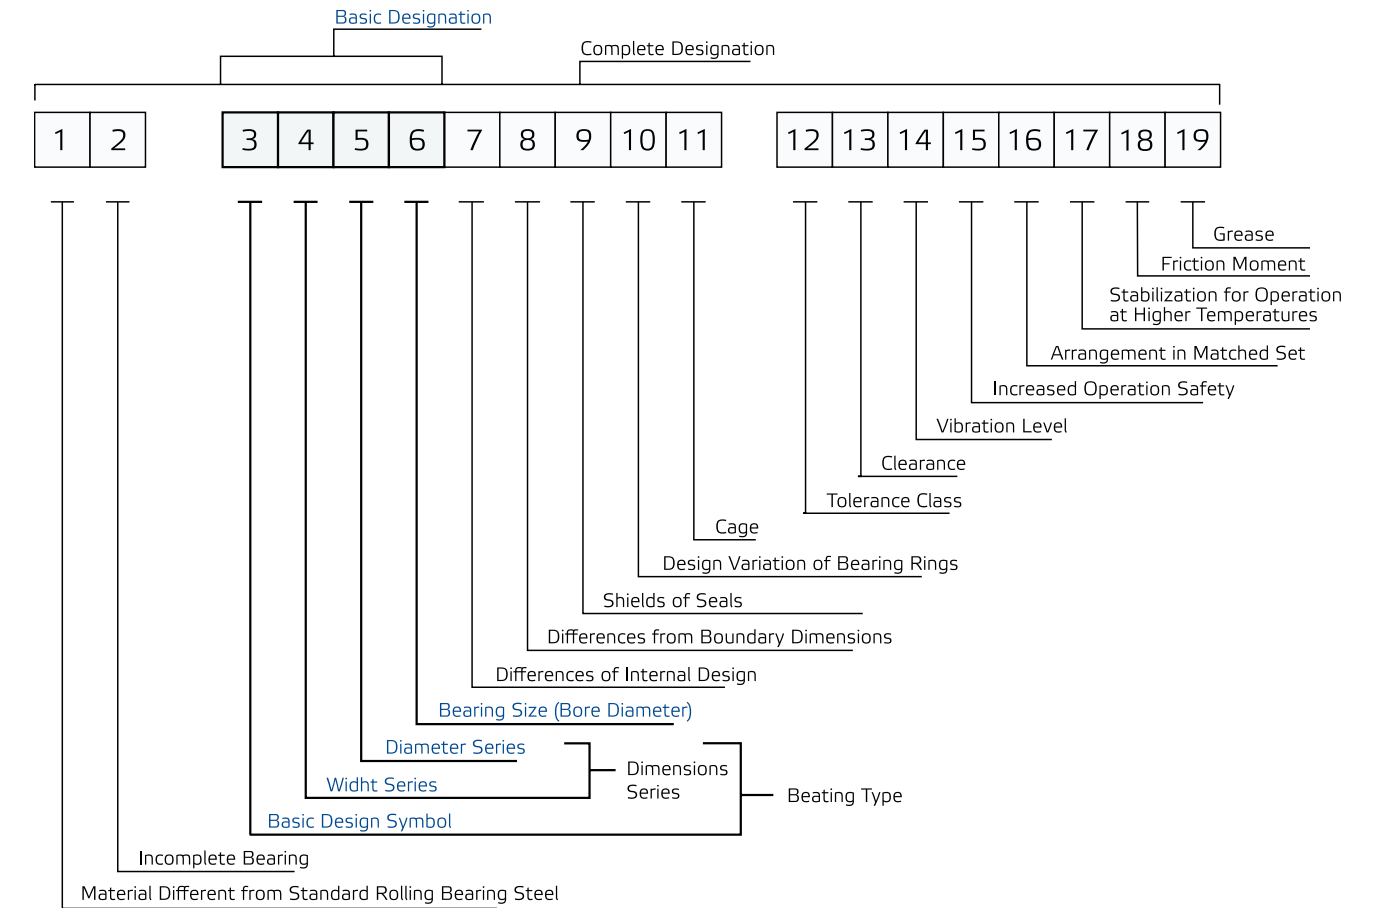 Basic Designation
Complete Designation
1 2 3 4 5 6 7 8 9 10 11 12 13 14 15 16 17 18 19
Grease
Friction Moment
Stabilization for Operation
at Higher Temperatures
Arrangement in Matched Set
Increased Operation Safety
Vibration Level
Clearance
Tolerance Class
Cage
Design Variation of Bearing Rings
Shields of Seals
Differences from Boundary Dimensions
Differences of Internal Design
Bearing Size (Bore Diameter)
Diameter Series
Dimensions
Series
Widht Series
Beating Type
Basic Design Symbol
Incomplete Bearing
Material Different from Standard Rolling Bearing Steel